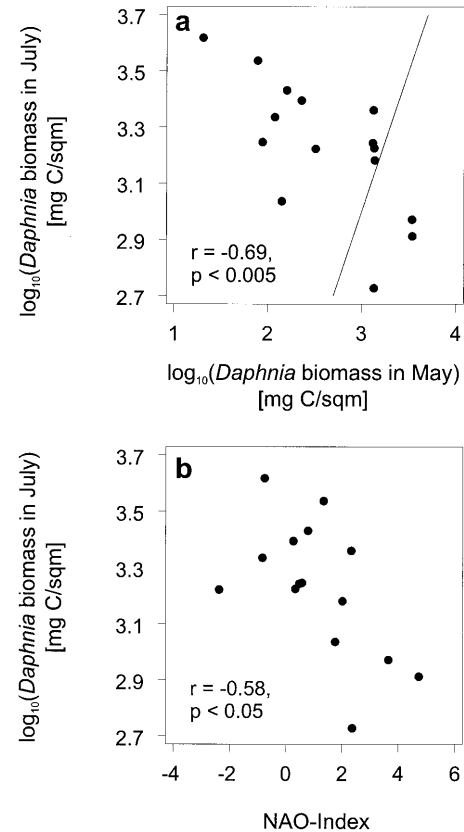 a
3.7
3.5
3.3
3.1
2.9
2.7
log₁₀(Daphnia biomass in July)
[mg C/sqm]
r = -0.69,
p < 0.005
1 2 3 4
log₁₀(Daphnia biomass in May)
[mg C/sqm]
b
3.7
3.5
3.3
3.1
2.9
2.7
log₁₀(Daphnia biomass in July)
[mg C/sqm]
r = -0.58,
p < 0.05
-4 -2 0 2 4 6
NAO-Index